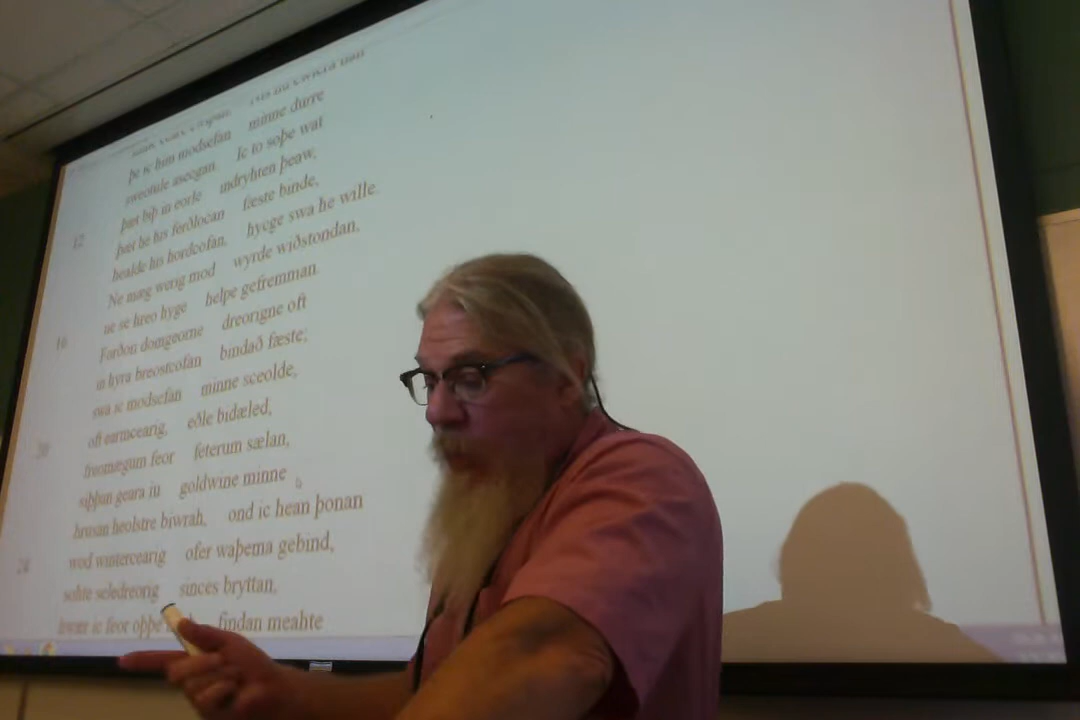 þe ic him modsefan minne durre
sweotule asecgan. Ic to soþe wat
þæt biþ in eorle indryhten þeaw,
12 þæt he his ferðlocan fæste binde,
healde his hordcofan, hycge swa he wille.
Ne mæg werig mod wyrde wiðstondan,
ne se hreo hyge helpe gefremman.
16 Forðon domgeorne dreorigne oft
in hyra breostcofan bindað fæste;
swa ic modsefan minne sceolde,
oft earmcearig, eðle bidæled,
20 freomægum feor feterum sælan,
siþþan geara iu goldwine minne
hrusan heolstre biwrah, ond ic hean þonan
wod wintercearig ofer waþema gebind,
24 sohte seledreorig sinces bryttan,
hwær ic feor oþþe findan meahte